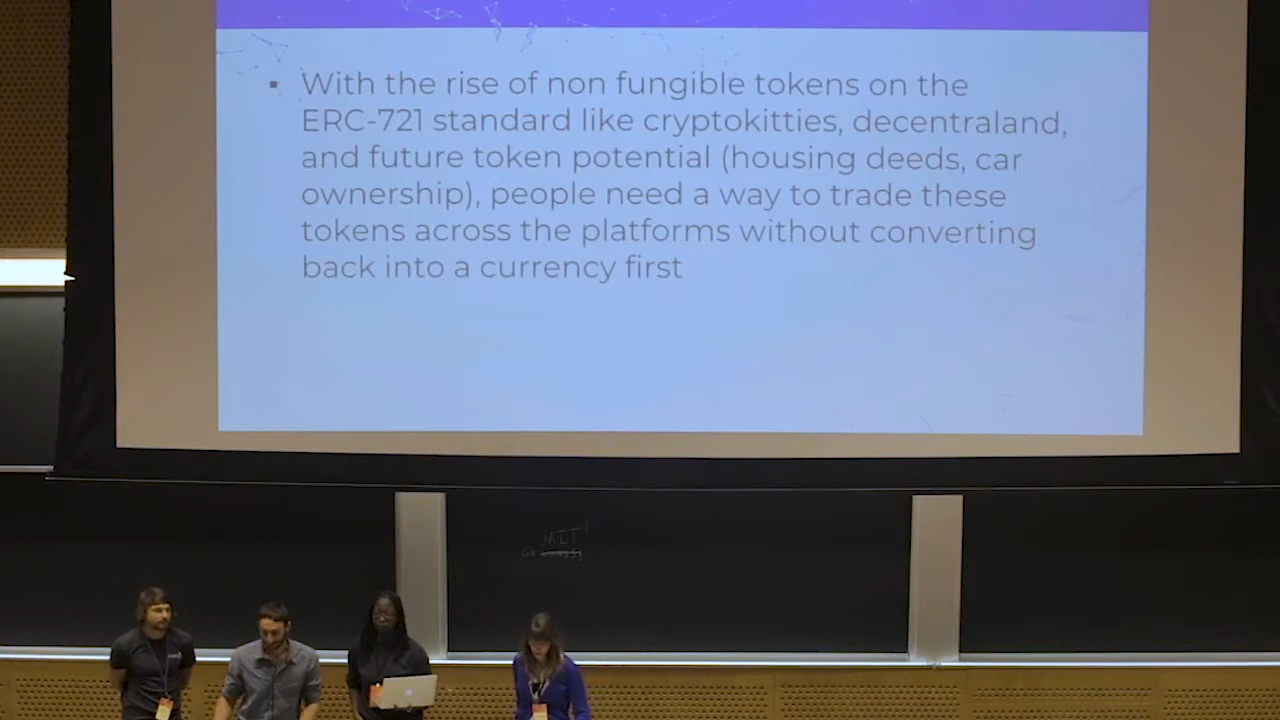 With the rise of non fungible tokens on the
ERC-721 standard like cryptokitties, decentraland,
and future token potential (housing deeds, car
ownership), people need a way to trade these
tokens across the platforms without converting
back into a currency first
MIT!
Go